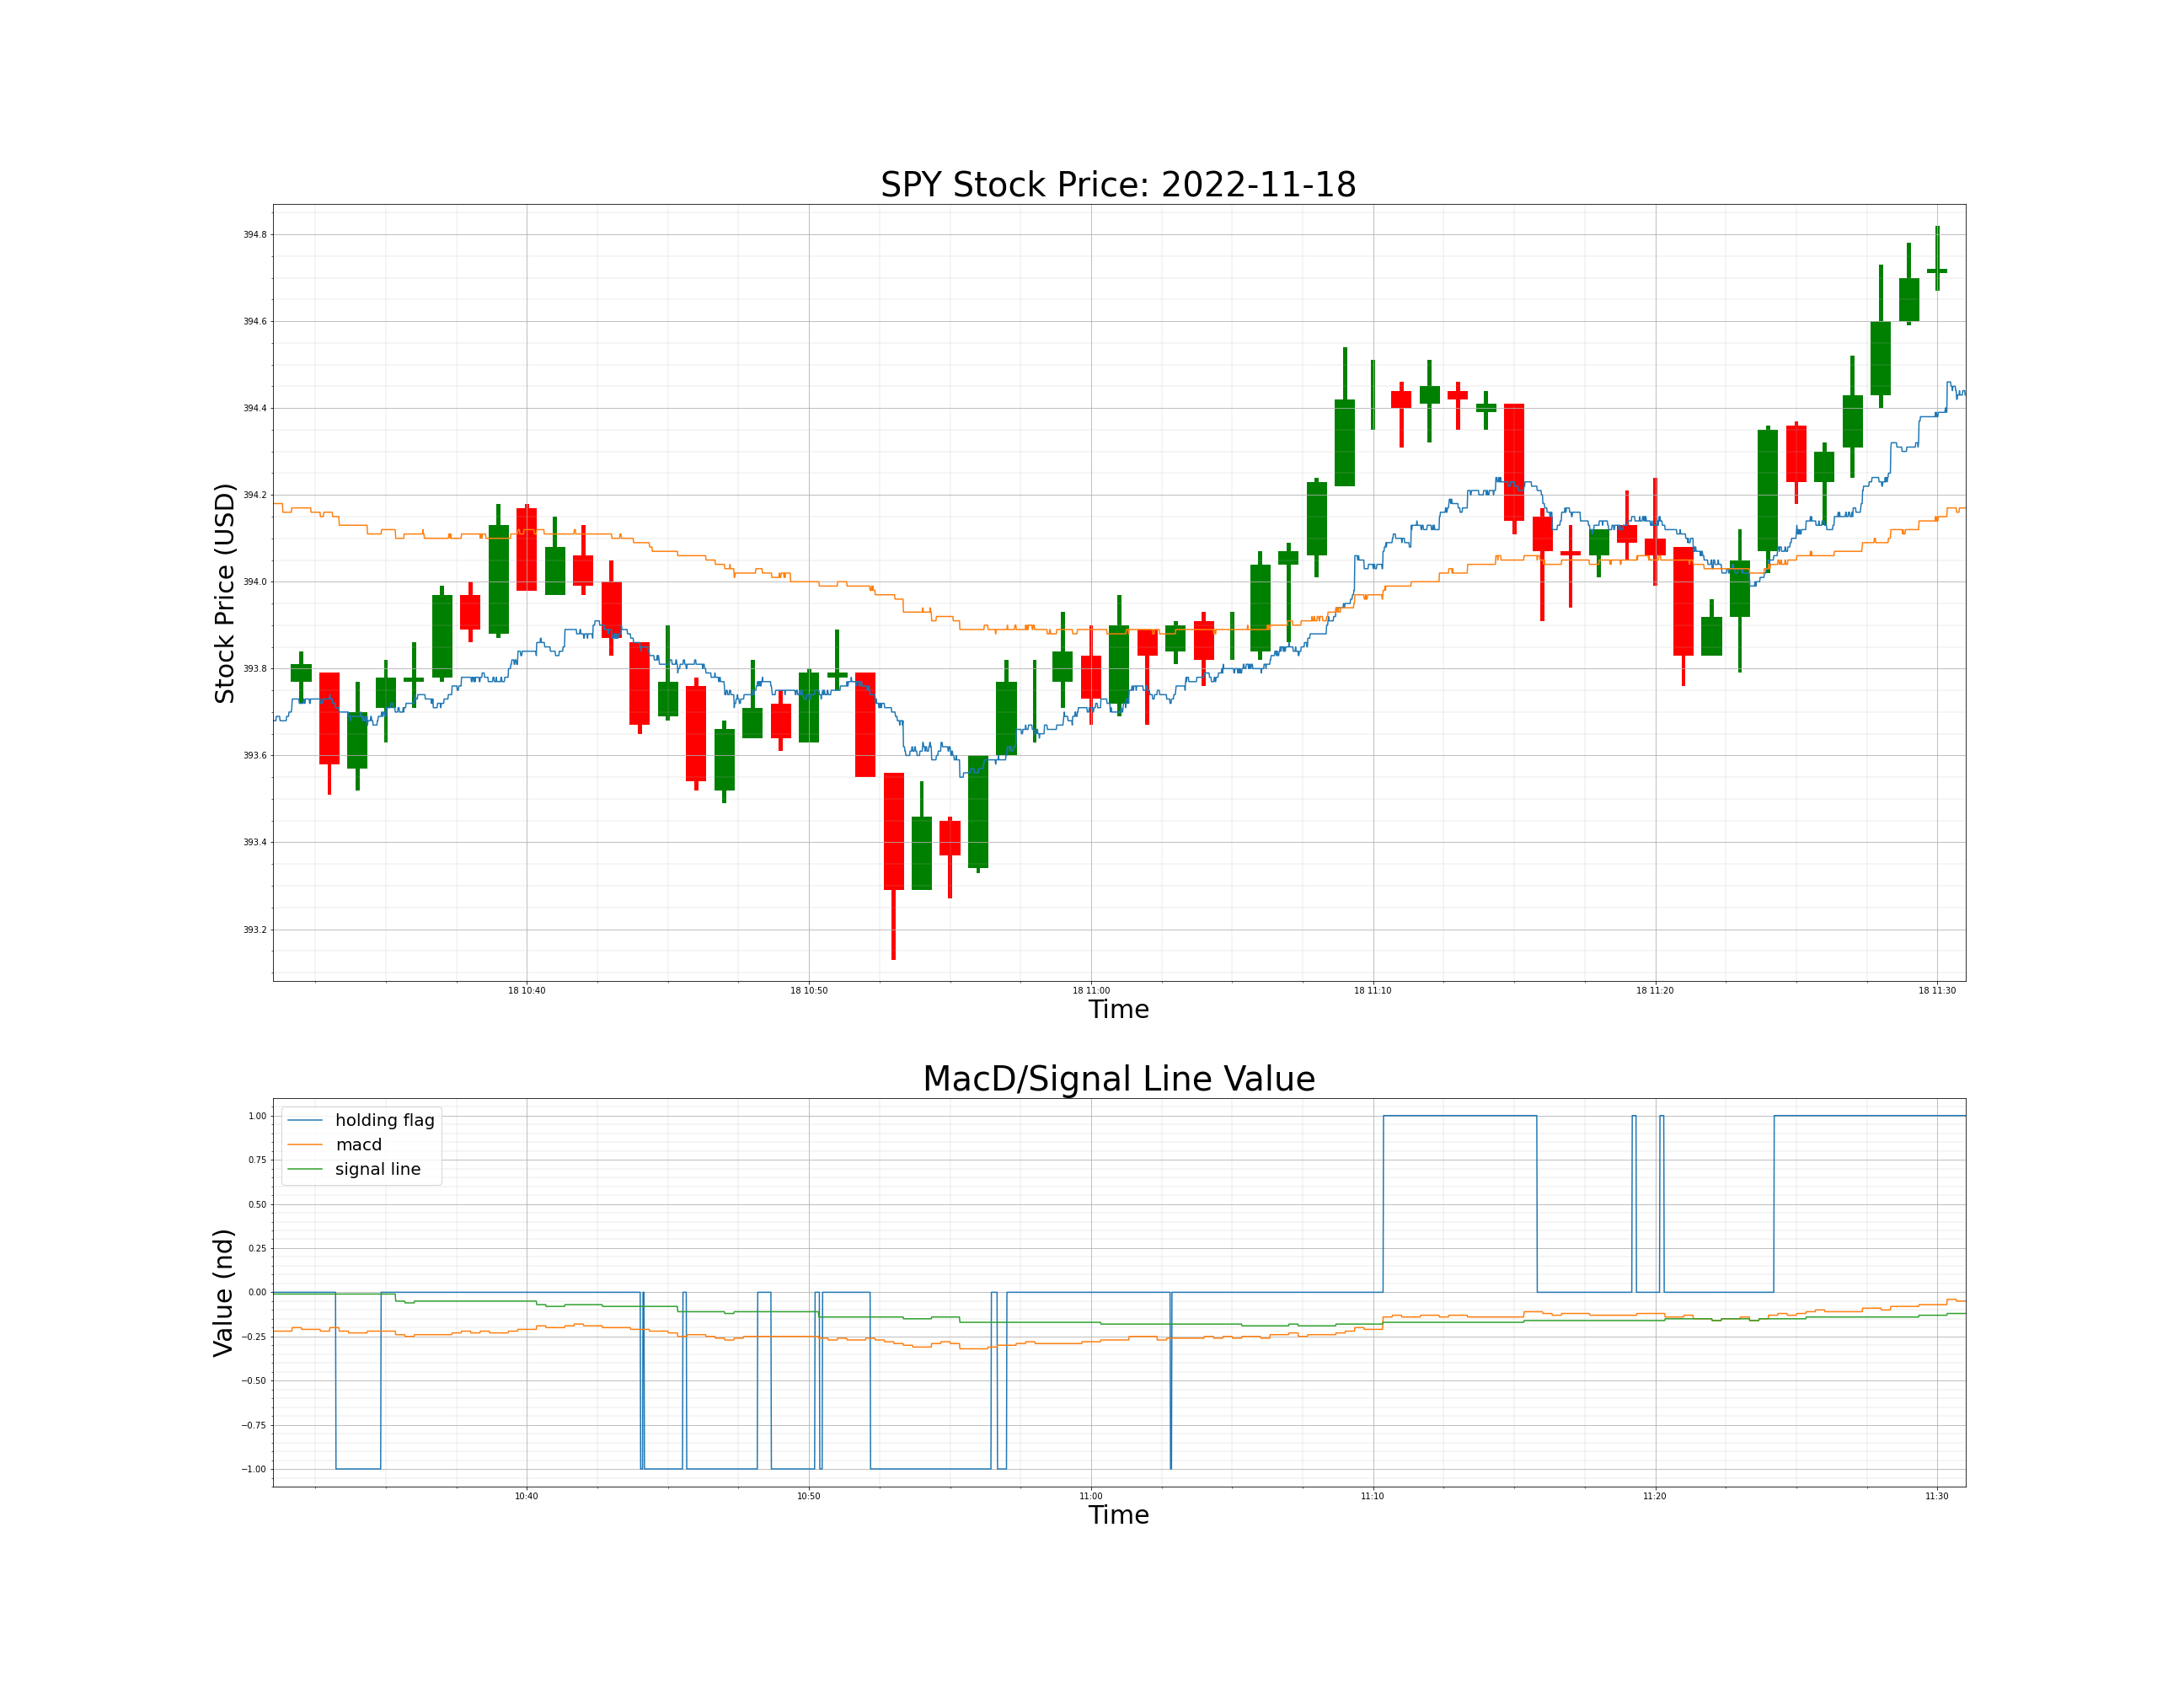 SPY Stock Price: 2022-11-18
394.8
394.6
394.4
394.2
394.0
393.8
393.6
393.4
393.2
Stock Price (USD)
18 10:40 18 10:50 18 11:00 18 11:10 18 11:20 18 11:30
Time
MacD/Signal Line Value
holding flag
macd
signal line
1.00
0.75
0.50
0.25
0.00
−0.25
−0.50
−0.75
−1.00
Value (nd)
10:40 10:50 11:00 11:10 11:20 11:30
Time